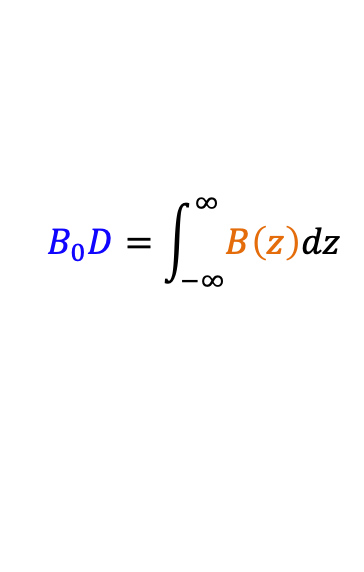 B₀D = ∫_{-∞}^{∞} B(z)dz